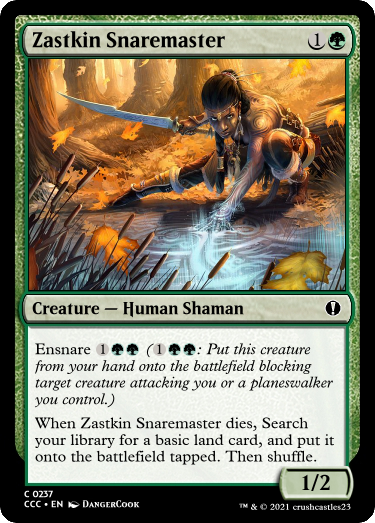 Zastkin Snaremaster 1
Creature — Human Shaman
Ensnare 1 (1: Put this creature
from your hand onto the battlefield blocking
target creature attacking you or a planeswalker
you control.)
When Zastkin Snaremaster dies, Search
your library for a basic land card, and put it
onto the battlefield tapped. Then shuffle.
1/2
C 0237
CCC • EN DangerCook
™ & © 2021 crushcastles23